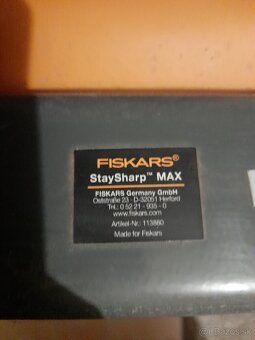 FISKARS®
StaySharp™ MAX
FISKARS Germany GmbH
Oststraße 23 · D-32051 Herford
Tel.: 0 52 21 - 935 - 0
www.fiskars.com
Artikel-Nr.: 113880
Made for Fiskars